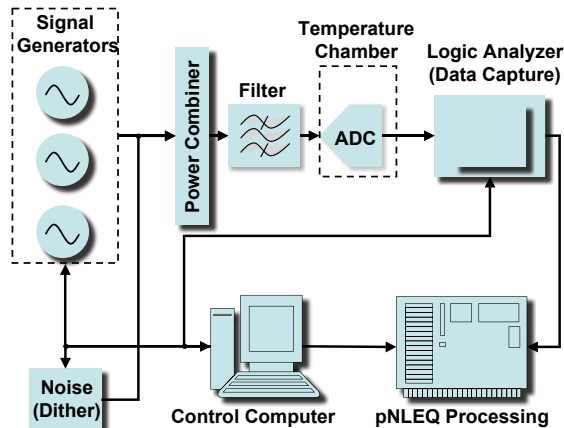 Signal
Generators
Temperature
Chamber
Logic Analyzer
(Data Capture)
Power Combiner
Filter
ADC
Noise
(Dither)
Control Computer
pNLEQ Processing